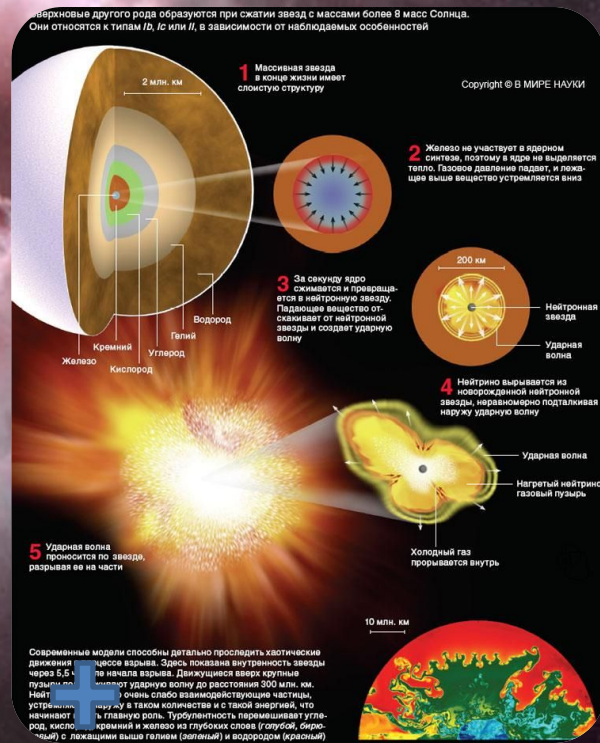 Сверхновые другого рода образуются при сжатии звезд с массами более 8 масс Солнца.
Они относятся к типам Ib, Ic или II, в зависимости от наблюдаемых особенностей
1 Массивная звезда
в конце жизни имеет
слоистую структуру
2 млн. км
Copyright © В МИРЕ НАУКИ
2 Железо не участвует в ядерном
синтезе, поэтому в ядре не выделяется
тепло. Газовое давление падает, и лежа-
щее выше вещество устремляется вниз
Водород
Гелий
Углерод
Кислород
Кремний
Железо
3 За секунду ядро
сжимается и превраща-
ется в нейтронную звезду.
Падающее вещество от-
скакивает от нейтронной
звезды и создает ударную
волну
200 км
Нейтронная
звезда
Ударная
волна
4 Нейтрино вырывается из
новорожденной нейтронной
звезды, неравномерно подталкивая
наружу ударную волну
Ударная волна
Нагретый нейтрино
газовый пузырь
Холодный газ
прорывается внутрь
5 Ударная волна
проносится по звезде,
разрывая ее на части
10 млн. км
Современные модели способны детально проследить хаотические
движения процессе взрыва. Здесь показана внутренность звезды
через 5,5 ч после начала взрыва. Движущиеся вверх крупные
пузыри ударную волну до расстояния 300 млн. км.
очень слабо взаимодействующие частицы,
наружу в таком количестве и с такой энергией, что
начинают главную роль. Турбулентность перемешивает угле-
род, кислород, кремний и железо из глубоких слоев (голубой, бирю-
зовый) с лежащими выше гелием (зеленый) и водородом (красный)